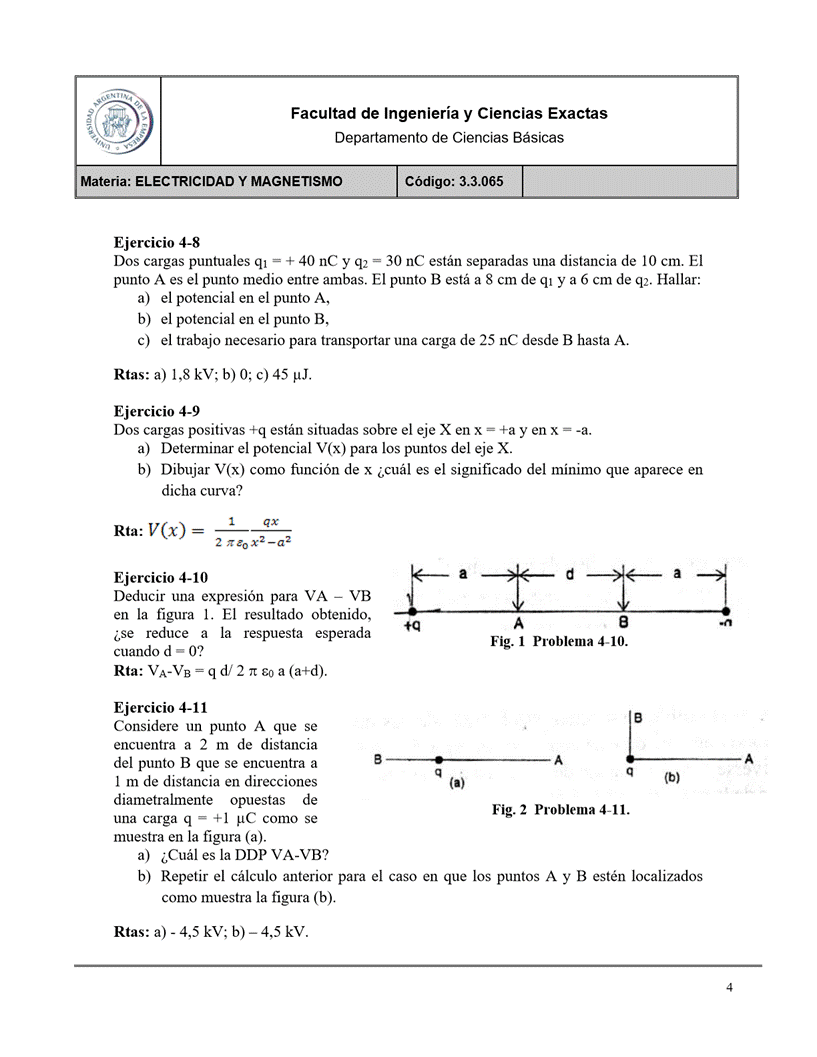 UNIVERSIDAD ARGENTINA DE LA EMPRESA
Facultad de Ingeniería y Ciencias Exactas
Departamento de Ciencias Básicas
Materia: ELECTRICIDAD Y MAGNETISMO
Código: 3.3.065
Ejercicio 4-8
Dos cargas puntuales q₁ = + 40 nC y q₂ = 30 nC están separadas una distancia de 10 cm. El
punto A es el punto medio entre ambas. El punto B está a 8 cm de q₁ y a 6 cm de q₂. Hallar:
a) el potencial en el punto A,
b) el potencial en el punto B,
c) el trabajo necesario para transportar una carga de 25 nC desde B hasta A.
Rtas: a) 1,8 kV; b) 0; c) 45 µJ.
Ejercicio 4-9
Dos cargas positivas +q están situadas sobre el eje X en x = +a y en x = -a.
a) Determinar el potencial V(x) para los puntos del eje X.
b) Dibujar V(x) como función de x ¿cuál es el significado del mínimo que aparece en
dicha curva?
Rta: V(x) = 1/(2 π ε₀) qx/(x²−a²)
Ejercicio 4-10
Deducir una expresión para VA – VB
en la figura 1. El resultado obtenido,
¿se reduce a la respuesta esperada
cuando d = 0?
Rta: V_A-V_B = q d/ 2 π ε₀ a (a+d).
a d a
+q A B -q
Fig. 1 Problema 4-10.
Ejercicio 4-11
Considere un punto A que se
encuentra a 2 m de distancia
del punto B que se encuentra a
1 m de distancia en direcciones
diametralmente opuestas de
una carga q = +1 µC como se
muestra en la figura (a).
B q A
(a)
B
q A
(b)
Fig. 2 Problema 4-11.
a) ¿Cuál es la DDP VA-VB?
b) Repetir el cálculo anterior para el caso en que los puntos A y B estén localizados
como muestra la figura (b).
Rtas: a) - 4,5 kV; b) – 4,5 kV.
4